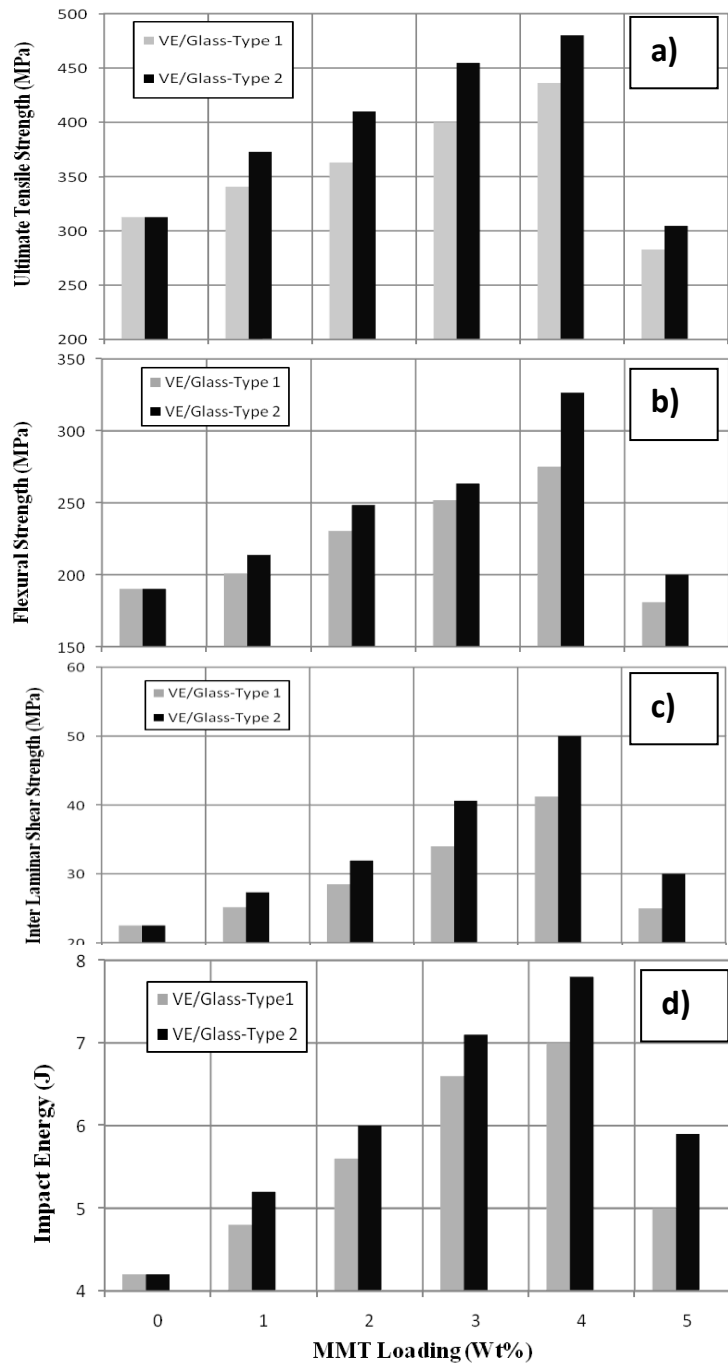 a)
VE/Glass-Type 1
VE/Glass-Type 2
Ultimate Tensile Strength (MPa)
500
450
400
350
300
250
200
b)
VE/Glass-Type 1
VE/Glass-Type 2
Flexural Strength (MPa)
350
300
250
200
150
c)
VE/Glass-Type 1
VE/Glass-Type 2
Inter Laminar Shear Strength (MPa)
60
50
40
30
20
d)
VE/Glass-Type1
VE/Glass-Type 2
Impact Energy (J)
8
7
6
5
4
0 1 2 3 4 5
MMT Loading (Wt%)